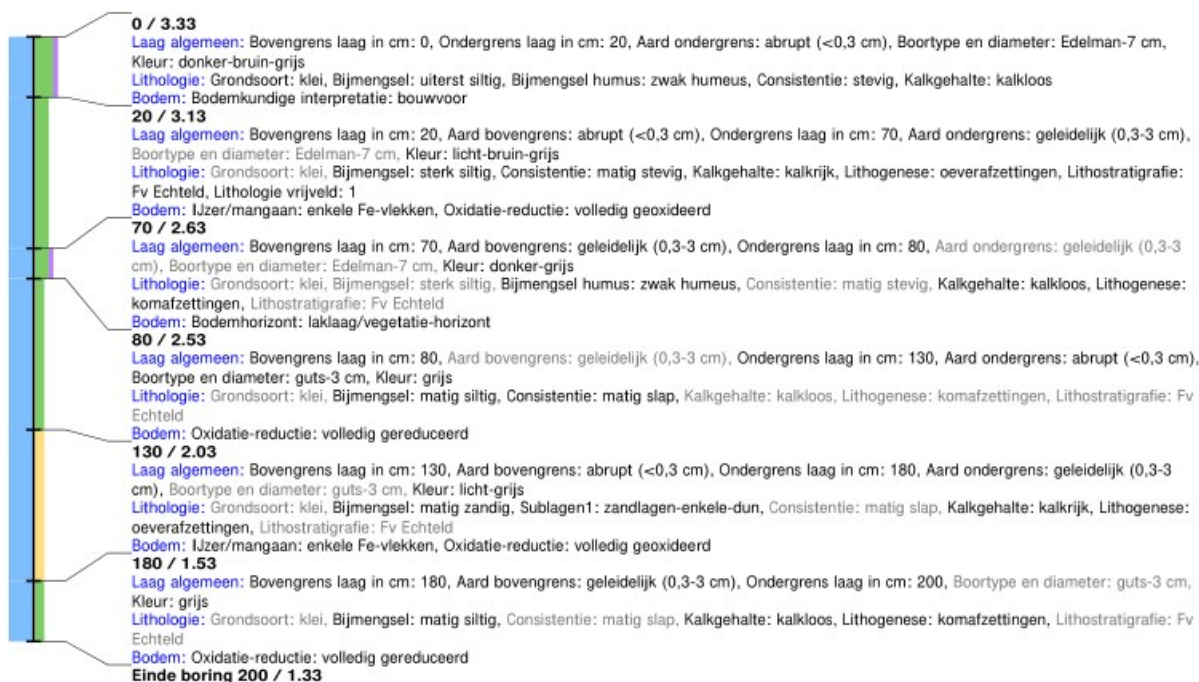 0 / 3.33
Laag algemeen: Bovengrens laag in cm: 0, Ondergrens laag in cm: 20, Aard ondergrens: abrupt (<0,3 cm), Boortype en diameter: Edelman-7 cm,
Kleur: donker-bruin-grijs
Lithologie: Grondsoort: klei, Bijmengsel: uiterst siltig, Bijmengsel humus: zwak humeus, Consistentie: stevig, Kalkgehalte: kalkloos
Bodem: Bodemkundige interpretatie: bouwvoor
20 / 3.13
Laag algemeen: Bovengrens laag in cm: 20, Aard bovengrens: abrupt (<0,3 cm), Ondergrens laag in cm: 70, Aard ondergrens: geleidelijk (0,3-3 cm),
Boortype en diameter: Edelman-7 cm, Kleur: licht-bruin-grijs
Lithologie: Grondsoort: klei, Bijmengsel: sterk siltig, Consistentie: matig stevig, Kalkgehalte: kalkrijk, Lithogenese: oeverafzettingen, Lithostratigrafie:
Fv Echteld, Lithologie vrijveld: 1
Bodem: IJzer/mangaan: enkele Fe-vlekken, Oxidatie-reductie: volledig geoxideerd
70 / 2.63
Laag algemeen: Bovengrens laag in cm: 70, Aard bovengrens: geleidelijk (0,3-3 cm), Ondergrens laag in cm: 80, Aard ondergrens: geleidelijk (0,3-3
cm), Boortype en diameter: Edelman-7 cm, Kleur: donker-grijs
Lithologie: Grondsoort: klei, Bijmengsel: sterk siltig, Bijmengsel humus: zwak humeus, Consistentie: matig stevig, Kalkgehalte: kalkloos, Lithogenese:
komafzettingen, Lithostratigrafie: Fv Echteld
Bodem: Bodemhorizont: laklaag/vegetatie-horizont
80 / 2.53
Laag algemeen: Bovengrens laag in cm: 80, Aard bovengrens: geleidelijk (0,3-3 cm), Ondergrens laag in cm: 130, Aard ondergrens: abrupt (<0,3 cm),
Boortype en diameter: guts-3 cm, Kleur: grijs
Lithologie: Grondsoort: klei, Bijmengsel: matig siltig, Consistentie: matig slap, Kalkgehalte: kalkloos, Lithogenese: komafzettingen, Lithostratigrafie: Fv
Echteld
Bodem: Oxidatie-reductie: volledig gereduceerd
130 / 2.03
Laag algemeen: Bovengrens laag in cm: 130, Aard bovengrens: abrupt (<0,3 cm), Ondergrens laag in cm: 180, Aard ondergrens: geleidelijk (0,3-3
cm), Boortype en diameter: guts-3 cm, Kleur: licht-grijs
Lithologie: Grondsoort: klei, Bijmengsel: matig zandig, Sublagen1: zandlagen-enkele-dun, Consistentie: matig slap, Kalkgehalte: kalkrijk, Lithogenese:
oeverafzettingen, Lithostratigrafie: Fv Echteld
Bodem: IJzer/mangaan: enkele Fe-vlekken, Oxidatie-reductie: volledig geoxideerd
180 / 1.53
Laag algemeen: Bovengrens laag in cm: 180, Aard bovengrens: geleidelijk (0,3-3 cm), Ondergrens laag in cm: 200, Boortype en diameter: guts-3 cm,
Kleur: grijs
Lithologie: Grondsoort: klei, Bijmengsel: matig siltig, Consistentie: matig slap, Kalkgehalte: kalkloos, Lithogenese: komafzettingen, Lithostratigrafie: Fv
Echteld
Bodem: Oxidatie-reductie: volledig gereduceerd
Einde boring 200 / 1.33